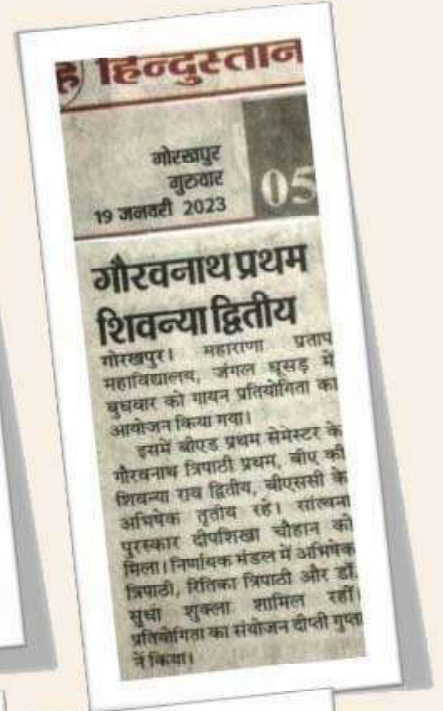 हिन्दुस्तान
गोरखपुर
गुरुवार
19 जनवरी 2023
05
गौरवनाथ प्रथम
शिवन्या द्वितीय
गोरखपुर। महाराणा प्रताप
महाविद्यालय, जंगल धूसड़ में
बुधवार को गायन प्रतियोगिता का
आयोजन किया गया।
इसमें बीएड प्रथम सेमेस्टर के
गौरवनाथ त्रिपाठी प्रथम, बीए की
शिवन्या राव द्वितीय, बीएससी के
अभिषेक तृतीय रहे। सांत्वना
पुरस्कार दीपशिखा चौहान को
मिला। निर्णायक मंडल में अभिषेक
त्रिपाठी, रितिका त्रिपाठी और डॉ.
सुधा शुक्ला शामिल रहीं।
प्रतियोगिता का संयोजन दीप्ती गुप्ता
ने किया।